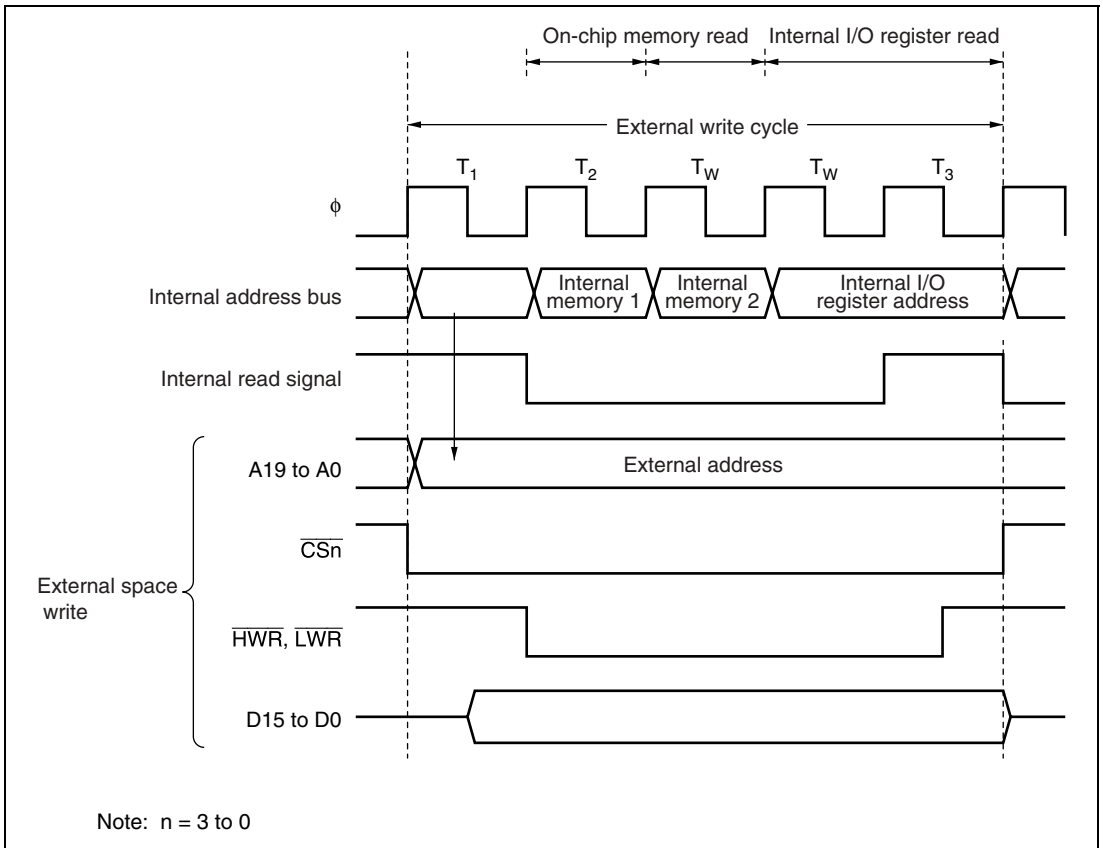 On-chip memory read Internal I/O register read
External write cycle
T1 T2 TW TW T3
ϕ
Internal address bus
Internal memory 1
Internal memory 2
Internal I/O register address
Internal read signal
A19 to A0
External address
CSn
External space write
HWR, LWR
D15 to D0
Note: n = 3 to 0